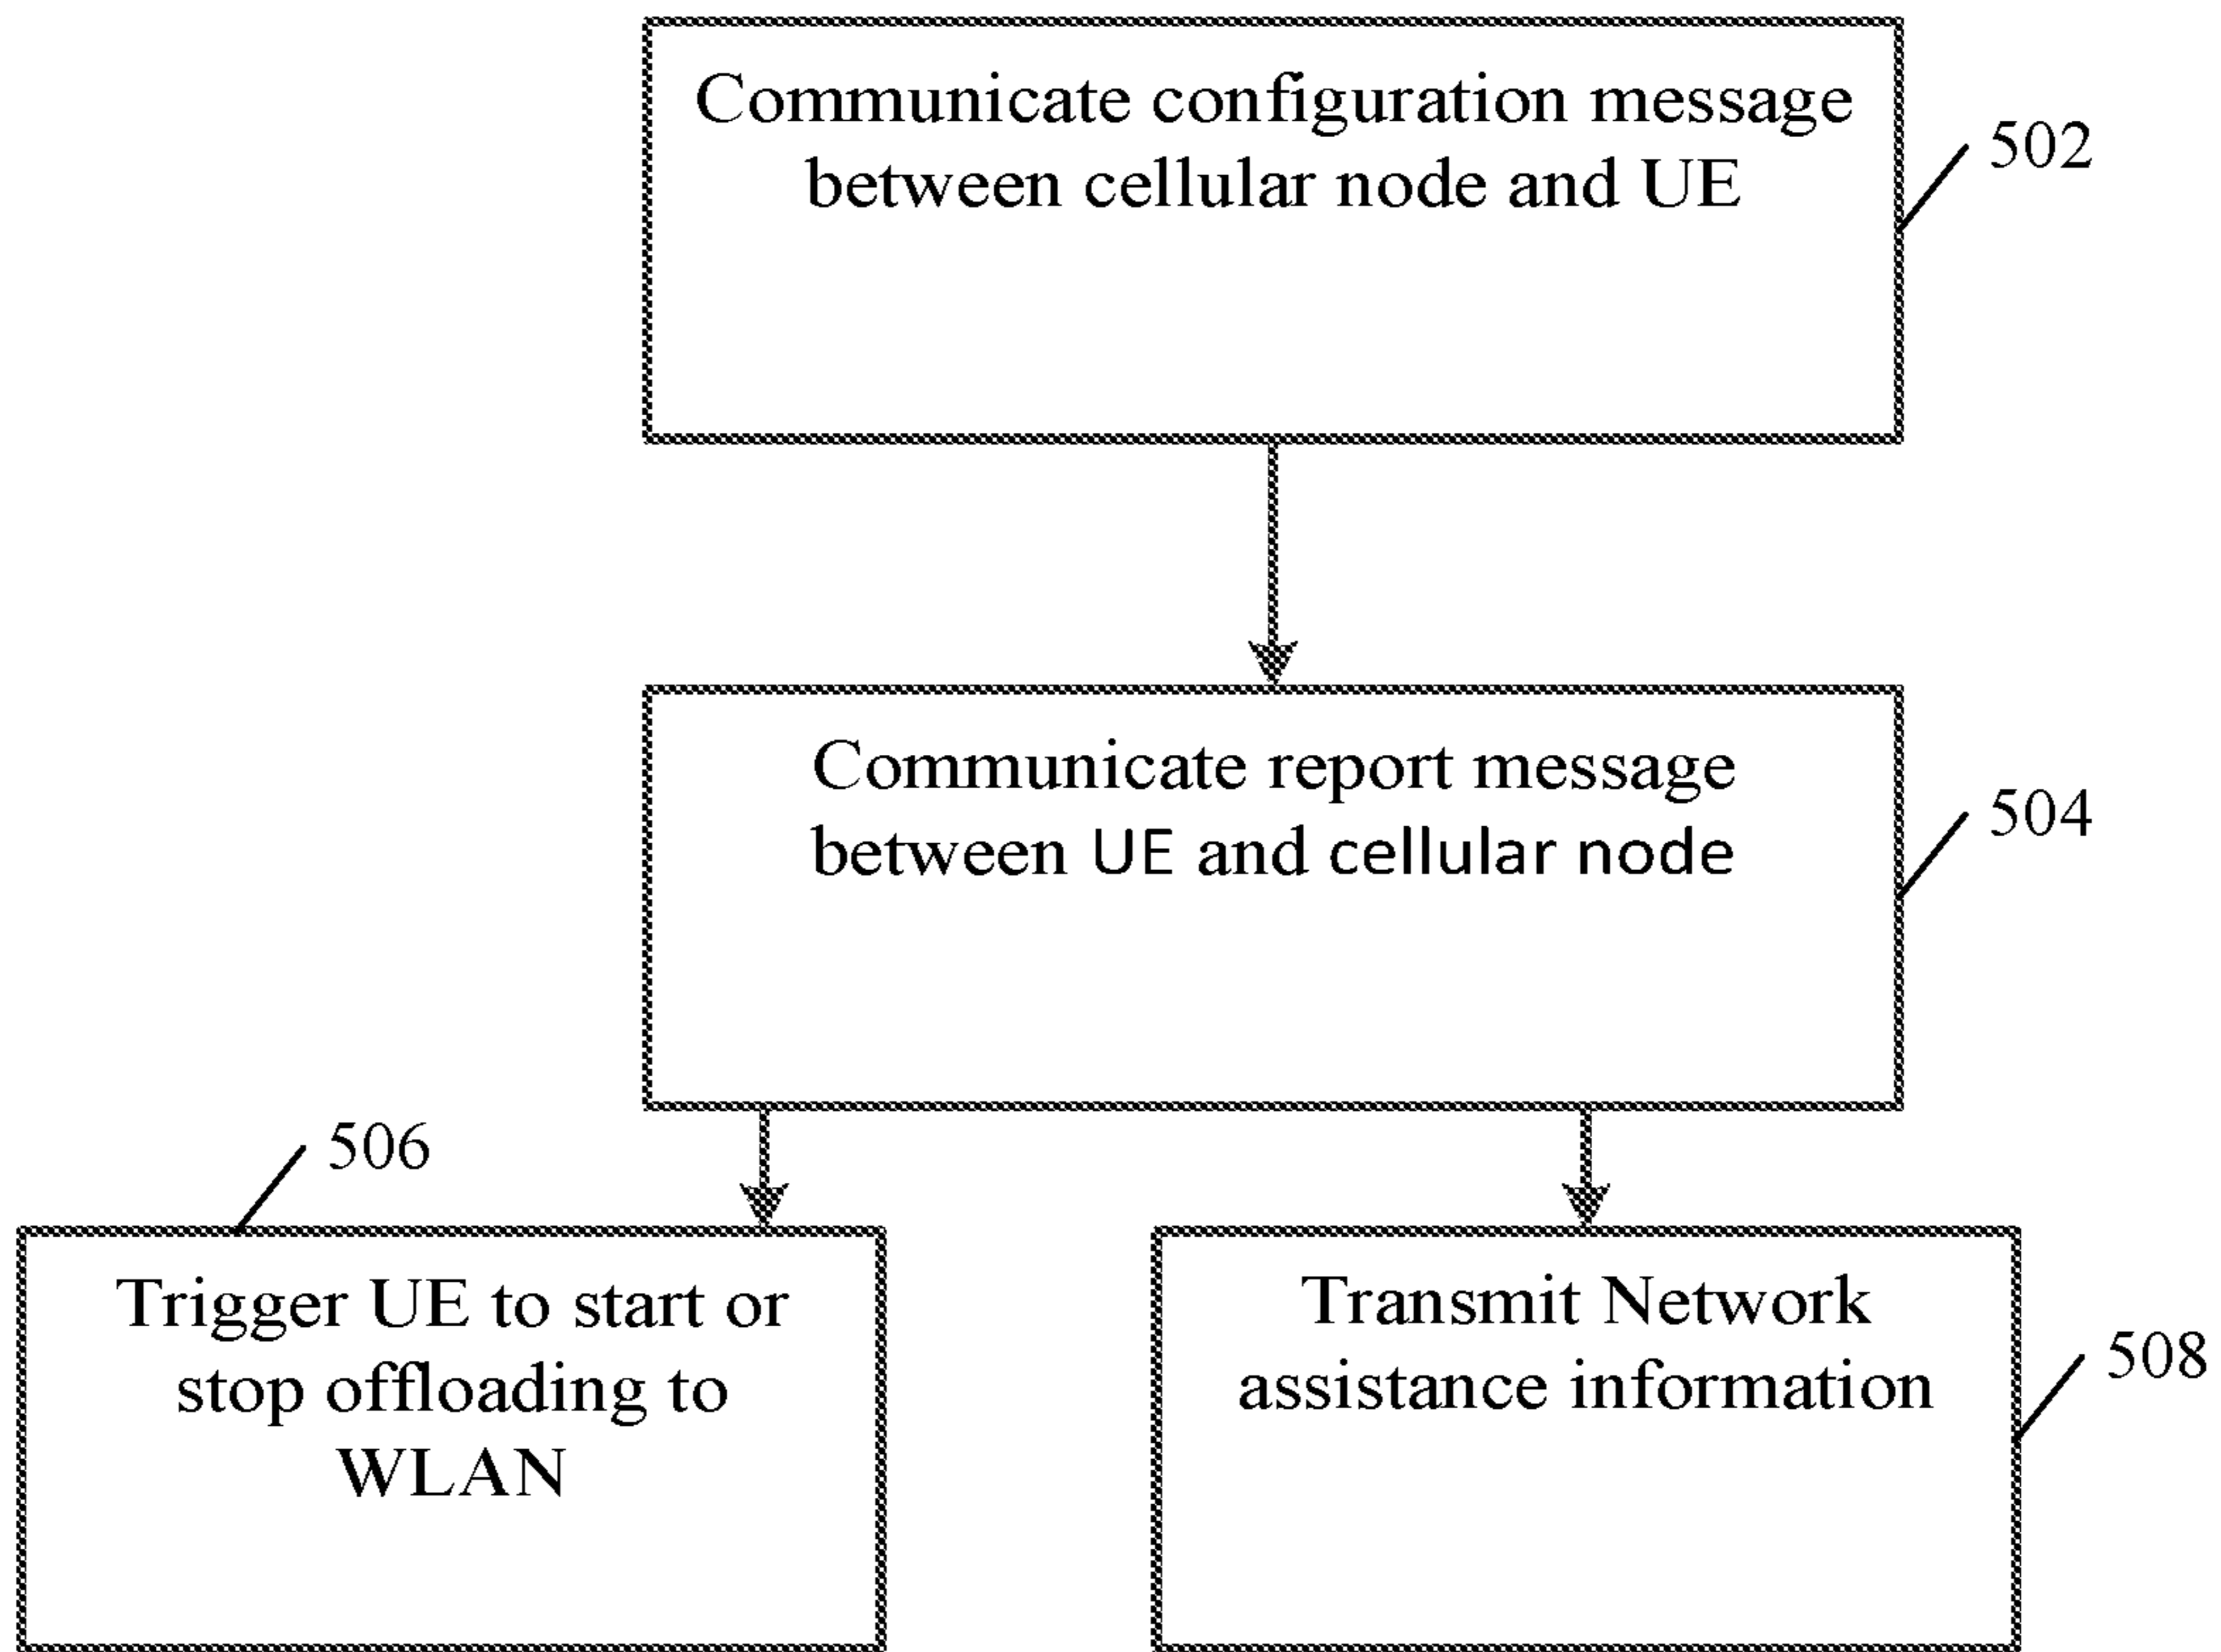 Communicate configuration message
between cellular node and UE
502
Communicate report message
between UE and cellular node
504
506
Trigger UE to start or
stop offloading to
WLAN
Transmit Network
assistance information
508